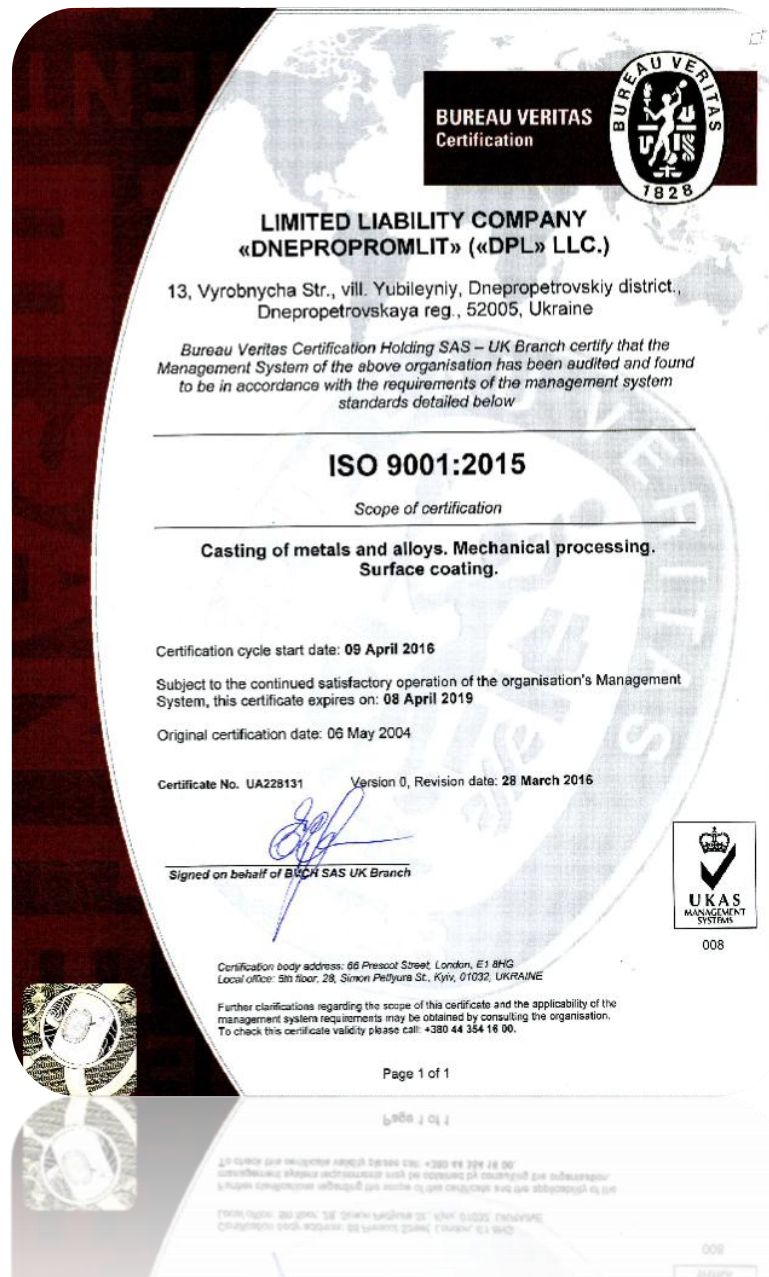 BUREAU VERITAS
Certification
BUREAU VERITAS
1828
LIMITED LIABILITY COMPANY
«DNEPROPROMLIT» («DPL» LLC.)
13, Vyrobnycha Str., vill. Yubileyniy, Dnepropetrovskiy district.,
Dnepropetrovskaya reg., 52005, Ukraine
Bureau Veritas Certification Holding SAS – UK Branch certify that the
Management System of the above organisation has been audited and found
to be in accordance with the requirements of the management system
standards detailed below
ISO 9001:2015
Scope of certification
Casting of metals and alloys. Mechanical processing.
Surface coating.
Certification cycle start date: 09 April 2016
Subject to the continued satisfactory operation of the organisation's Management
System, this certificate expires on: 08 April 2019
Original certification date: 06 May 2004
Certificate No. UA228131 Version 0, Revision date: 28 March 2016
Signed on behalf of BVCH SAS UK Branch
UKAS
MANAGEMENT
SYSTEMS
008
Certification body address: 66 Prescot Street, London, E1 8HG
Local office: 5th floor, 28, Simon Petlyura St., Kyiv, 01032, UKRAINE
Further clarifications regarding the scope of this certificate and the applicability of the
management system requirements may be obtained by consulting the organisation.
To check this certificate validity please call: +380 44 354 16 00.
Page 1 of 1